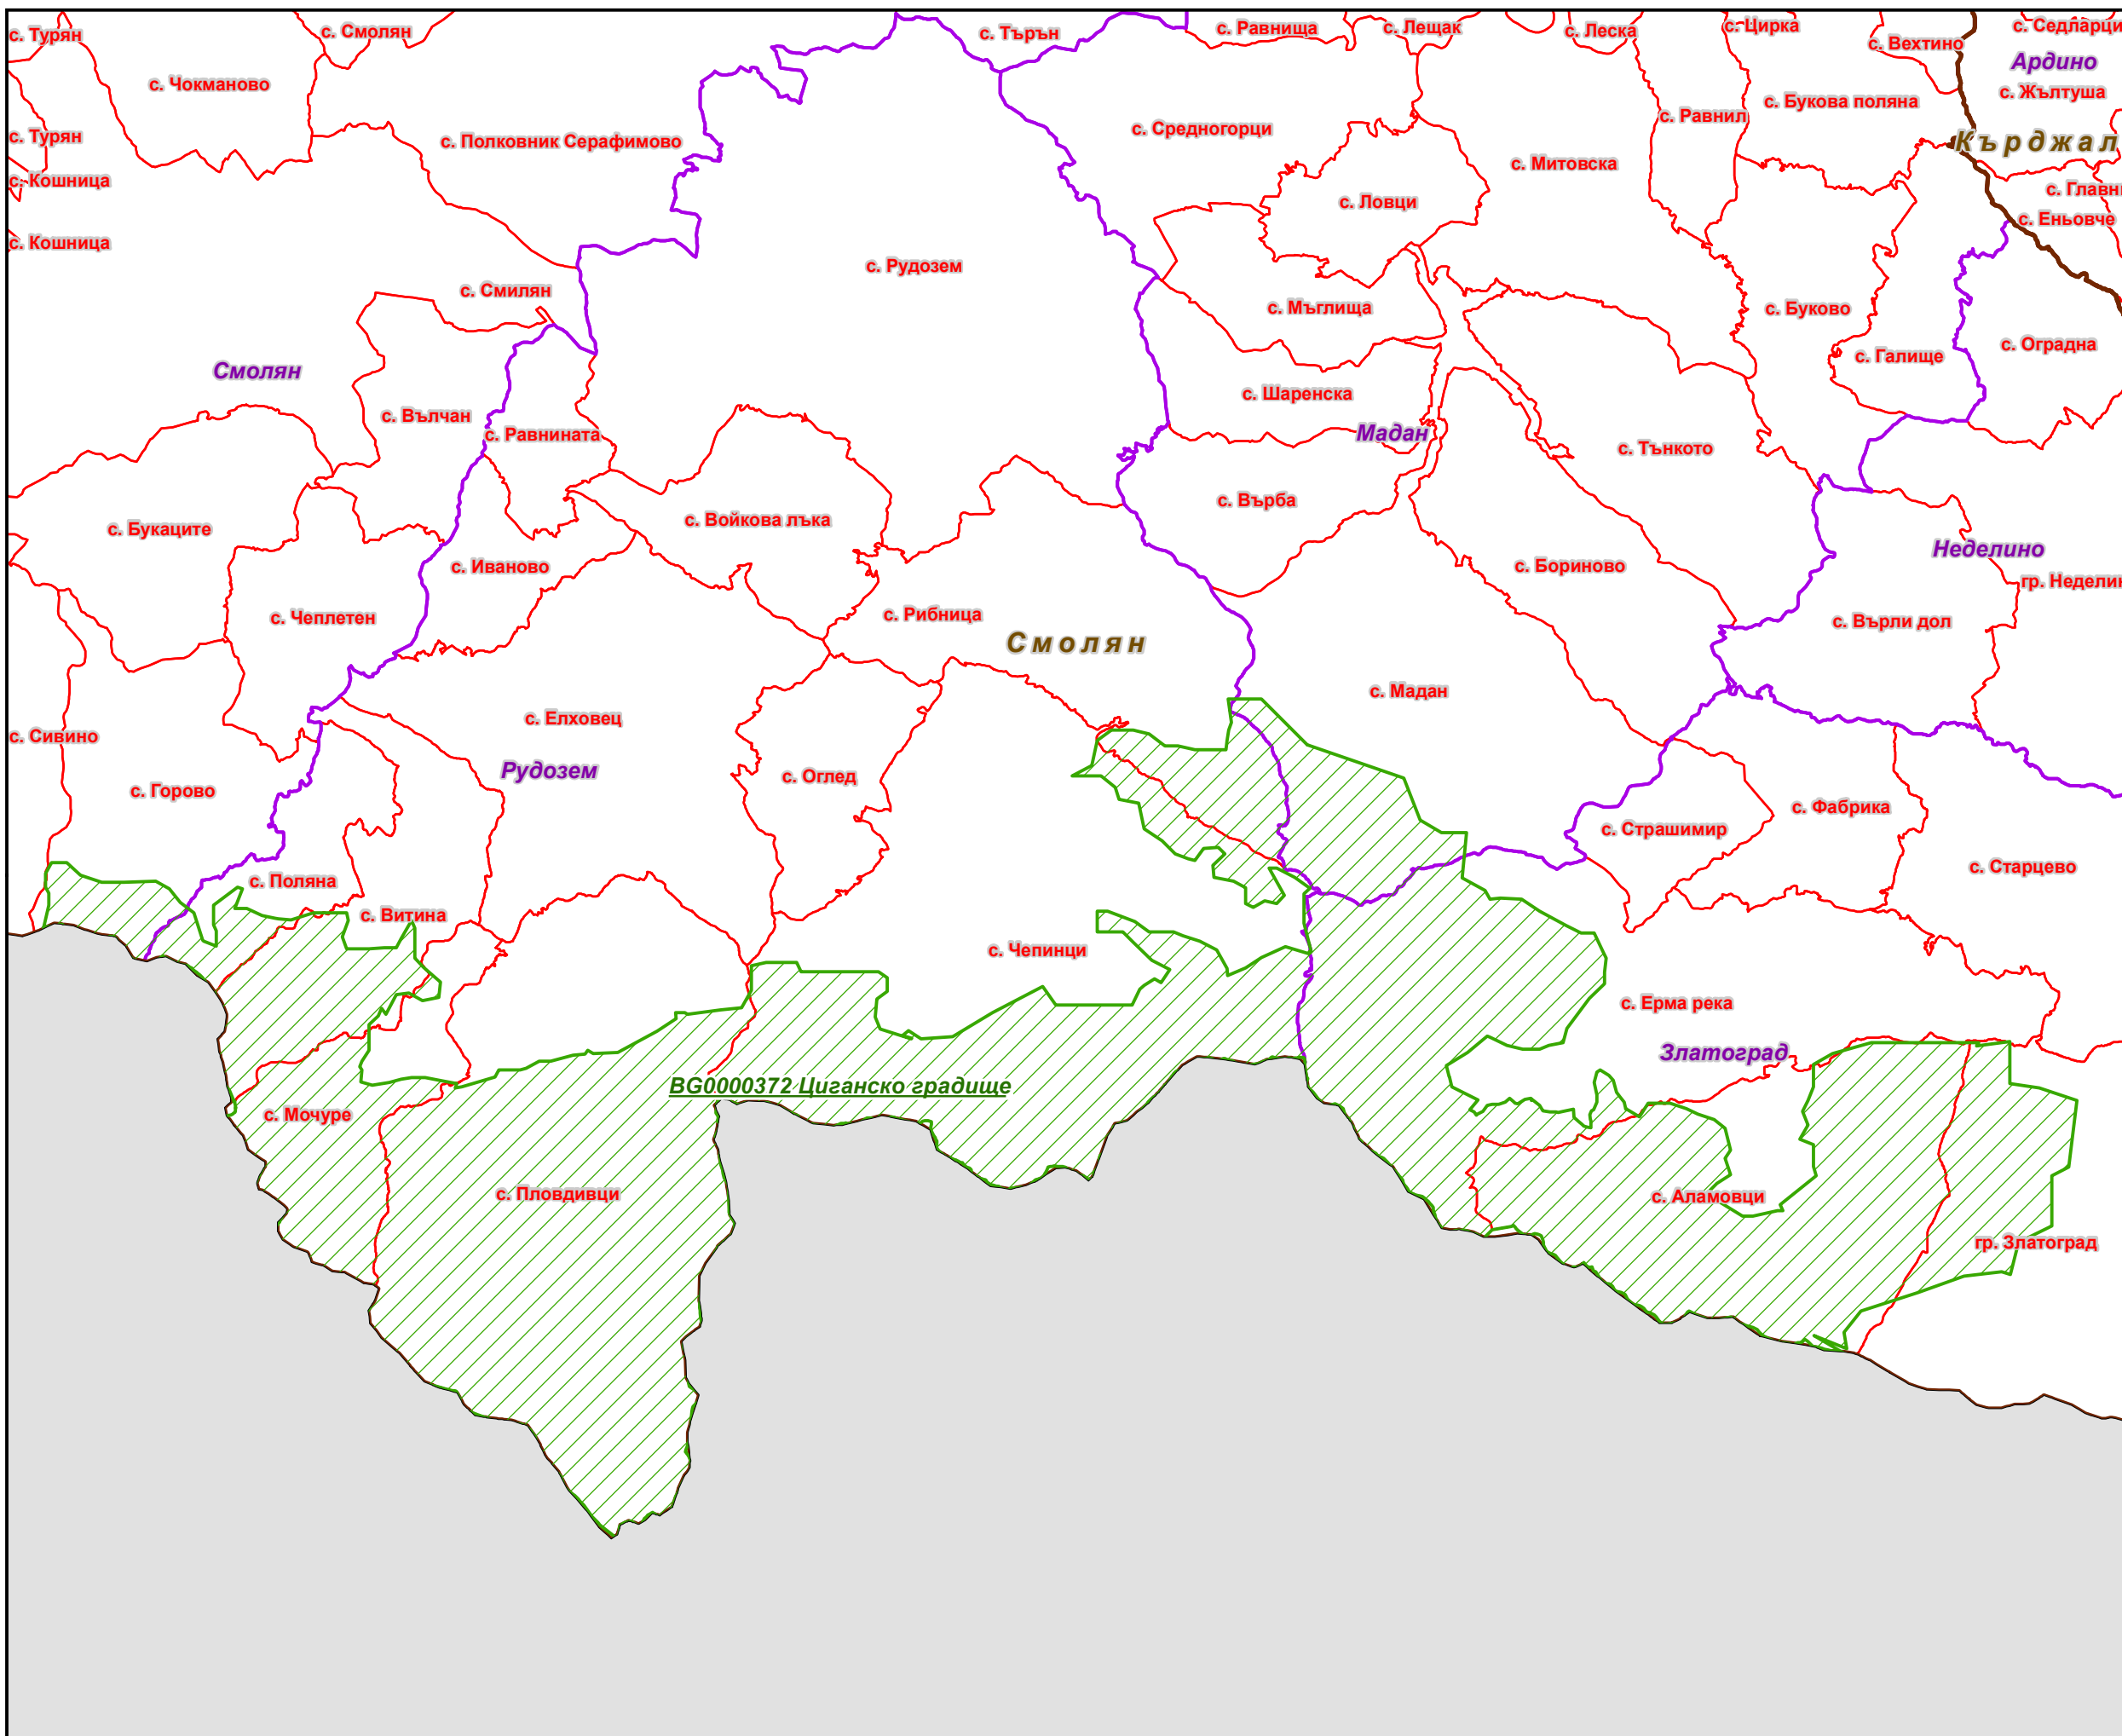 с. Турян
с. Смолян
с. Търън
с. Равнища
с. Лещак
с. Леска
с. Цирка
с. Вехтино
с. Седларци
Ардино
с. Чокманово
с. Жълтуша
с. Букова поляна
с. Равнил
с. Средногорци
с. Турян
с. Полковник Серафимово
Кърджал
с. Митовска
с. Кошница
с. Главни
с. Ловци
с. Еньовче
с. Кошница
с. Рудозем
с. Смилян
с. Мъглища
с. Буково
с. Оградна
с. Галище
Смолян
с. Шаренска
с. Вълчан
с. Равнината
Мадан
с. Тънкото
с. Върба
с. Войкова лъка
с. Букаците
Неделино
с. Иваново
с. Бориново
гр. Неделин
с. Чеплетен
с. Рибница
с. Върли дол
Смолян
с. Мадан
с. Елховец
с. Сивино
Рудозем
с. Оглед
с. Горово
с. Фабрика
с. Страшимир
с. Старцево
с. Поляна
с. Витина
с. Чепинци
с. Ерма река
Златоград
BG0000372 Циганско градище
с. Мочуре
с. Пловдивци
с. Аламовци
гр. Златоград